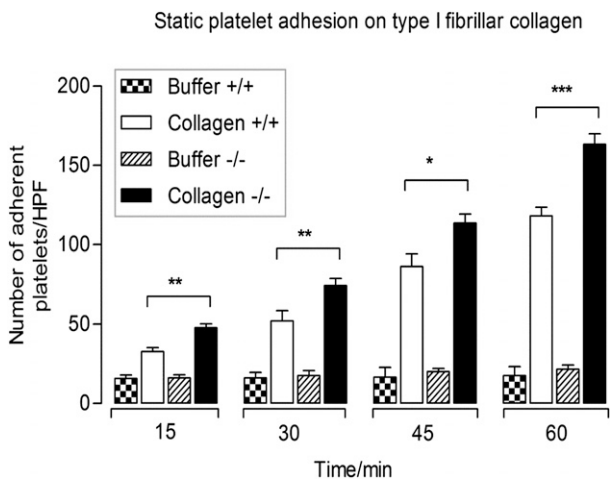 Static platelet adhesion on type I fibrillar collagen
Buffer +/+
Collagen +/+
Buffer -/-
Collagen -/-
Number of adherent
platelets/HPF
200
150
100
50
0
**
**
*
***
15 30 45 60
Time/min